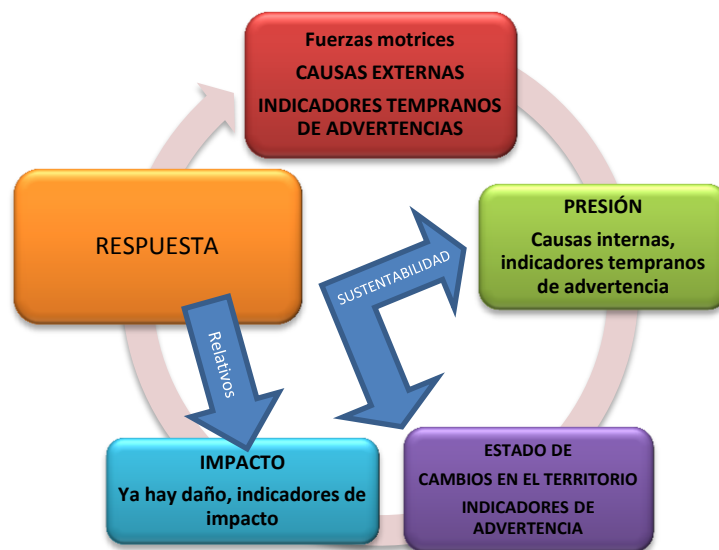 Fuerzas motrices
CAUSAS EXTERNAS
INDICADORES TEMPRANOS
DE ADVERTENCIAS
PRESIÓN
Causas internas,
indicadores tempranos
de advertencia
RESPUESTA
SUSTENTABILIDAD
Relativos
IMPACTO
Ya hay daño, indicadores de
impacto
ESTADO DE
CAMBIOS EN EL TERRITORIO
INDICADORES DE
ADVERTENCIA